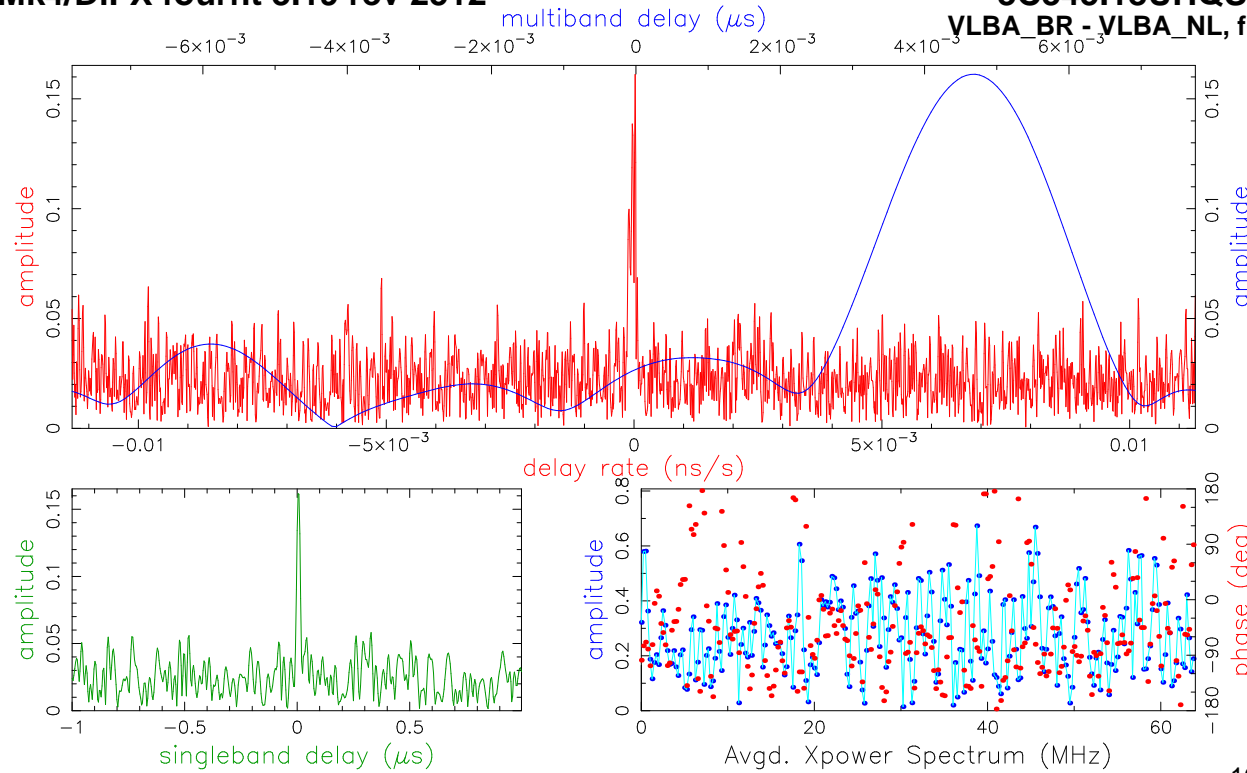 multiband delay (μs)
VLBA_BR - VLBA_NL, f
−6×10⁻³ −4×10⁻³ −2×10⁻³ 0 2×10⁻³ 4×10⁻³ 6×10⁻³
amplitude
0 0.05 0.1 0.15
amplitude
0 0.05 0.1 0.15
−0.01 −5×10⁻³ 0 5×10⁻³ 0.01
delay rate (ns/s)
amplitude
0 0.05 0.1 0.15
−1 −0.5 0 0.5
singleband delay (μs)
amplitude
0 0.2 0.4 0.6 0.8
phase (deg)
−180 −90 0 90 180
0 20 40 60
Avgd. Xpower Spectrum (MHz)